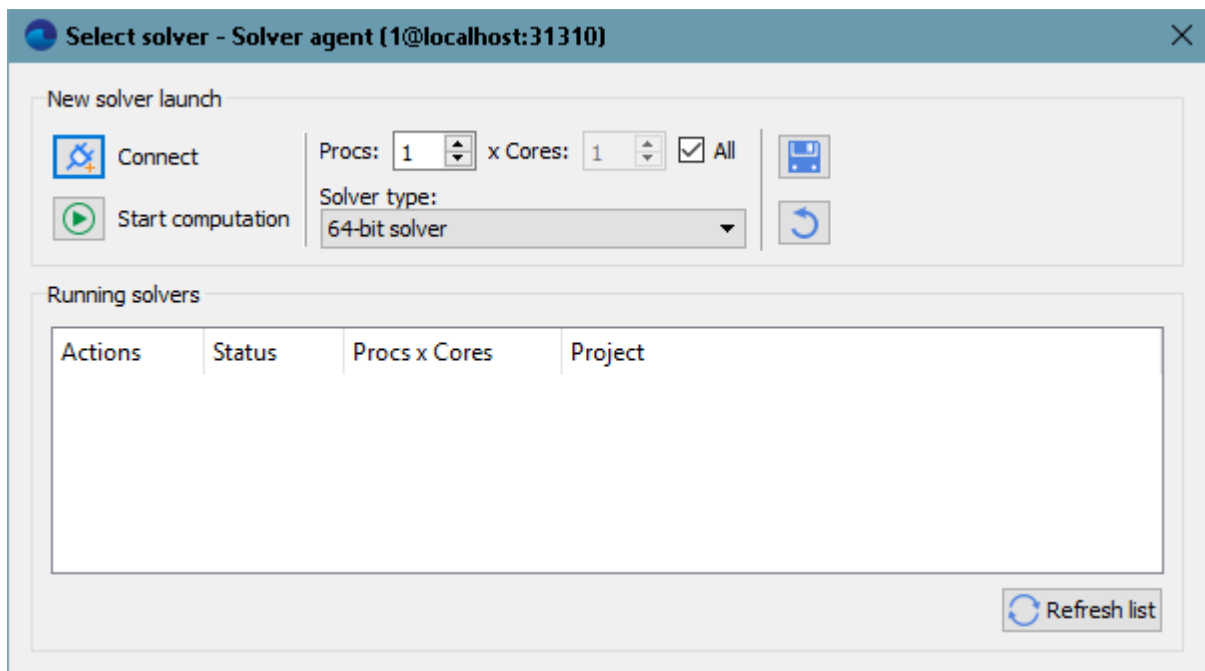 Select solver - Solver agent (1@localhost:31310)
New solver launch
Connect
Procs: 1 x Cores: 1 All
Solver type:
Start computation
64-bit solver
Running solvers
Actions Status Procs x Cores Project
Refresh list